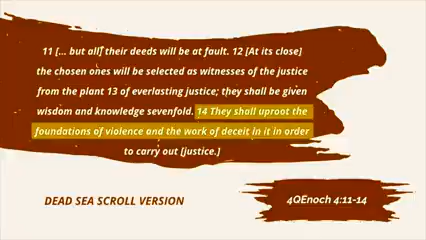 11 [... but all] their deeds will be at fault. 12 [At its close]
the chosen ones will be selected as witnesses of the justice
from the plant 13 of everlasting justice; they shall be given
wisdom and knowledge sevenfold. 14 They shall uproot the
foundations of violence and the work of deceit in it in order
to carry out [justice.]
DEAD SEA SCROLL VERSION
4QEnoch 4:11-14